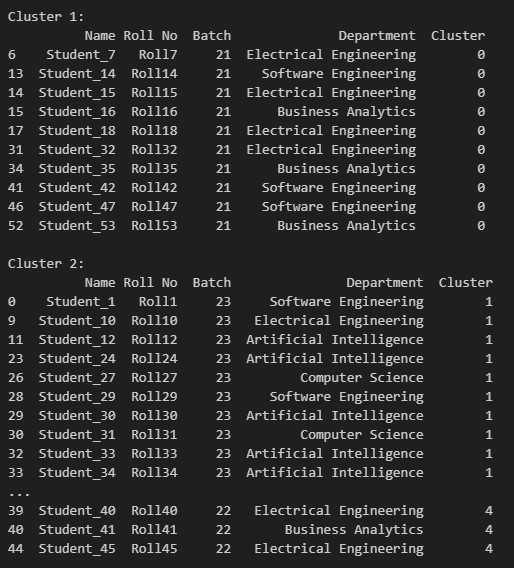 Cluster 1:
Name Roll No Batch Department Cluster
6 Student_7 Roll7 21 Electrical Engineering 0
13 Student_14 Roll14 21 Software Engineering 0
14 Student_15 Roll15 21 Electrical Engineering 0
15 Student_16 Roll16 21 Business Analytics 0
17 Student_18 Roll18 21 Electrical Engineering 0
31 Student_32 Roll32 21 Electrical Engineering 0
34 Student_35 Roll35 21 Business Analytics 0
41 Student_42 Roll42 21 Software Engineering 0
46 Student_47 Roll47 21 Software Engineering 0
52 Student_53 Roll53 21 Business Analytics 0
Cluster 2:
Name Roll No Batch Department Cluster
0 Student_1 Roll1 23 Software Engineering 1
9 Student_10 Roll10 23 Electrical Engineering 1
11 Student_12 Roll12 23 Artificial Intelligence 1
23 Student_24 Roll24 23 Artificial Intelligence 1
26 Student_27 Roll27 23 Computer Science 1
28 Student_29 Roll29 23 Software Engineering 1
29 Student_30 Roll30 23 Artificial Intelligence 1
30 Student_31 Roll31 23 Computer Science 1
32 Student_33 Roll33 23 Artificial Intelligence 1
33 Student_34 Roll34 23 Artificial Intelligence 1
...
39 Student_40 Roll40 22 Electrical Engineering 4
40 Student_41 Roll41 22 Business Analytics 4
44 Student_45 Roll45 22 Electrical Engineering 4